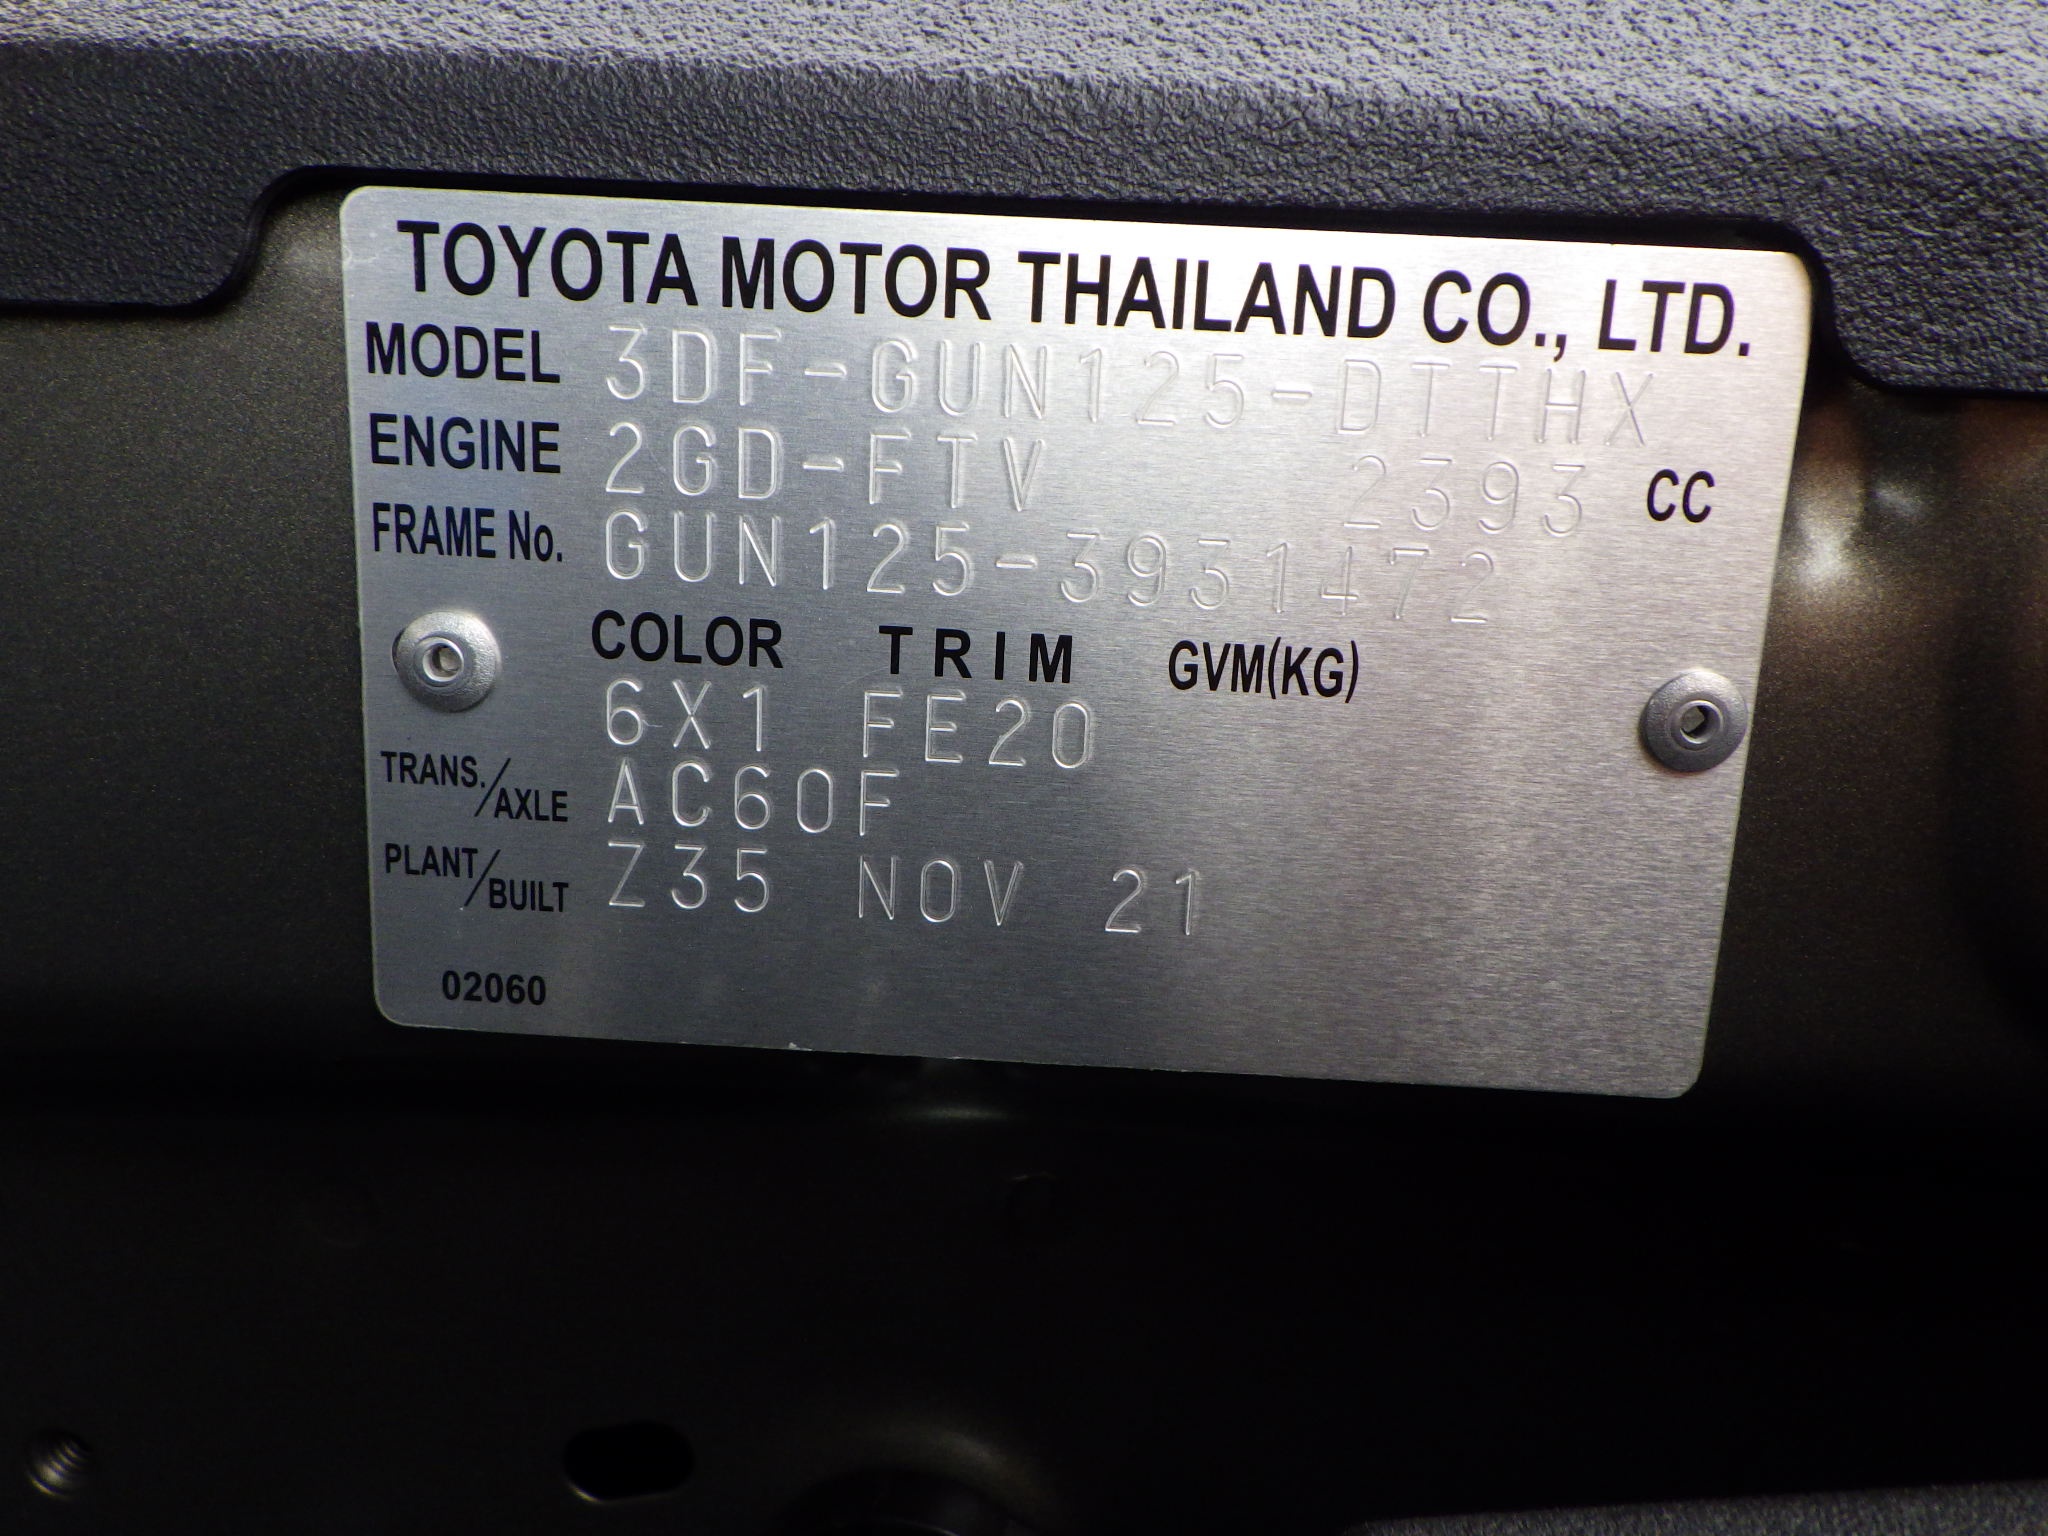 TOYOTA MOTOR THAILAND CO., LTD.
MODEL 3DF-GUN125-DTTHX
ENGINE 2GD-FTV 2393 CC
FRAME No. GUN125-3931472
COLOR TRIM GVM(KG)
6X1 FE20
TRANS./AXLE AC60F
PLANT/BUILT Z35 NOV 21
02060